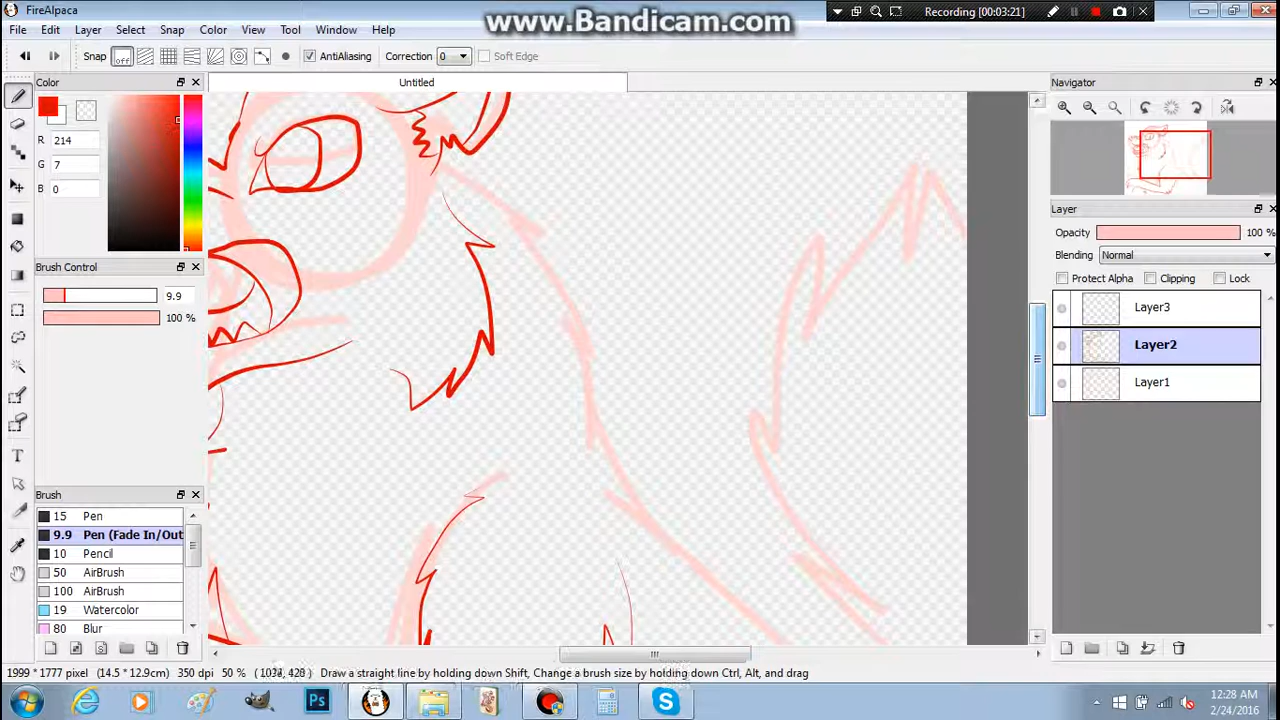 FireAlpaca
www.Bandicam.com
Recording [00:03:21]
File Edit Layer Select Snap Color View Tool Window Help
Snap off AntiAliasing Correction 0 Soft Edge
Color
Untitled
Navigator
R 214
G 7
B 0
Layer
Opacity 100 %
Blending Normal
Protect Alpha Clipping Lock
Brush Control
9.9
100 %
Layer3
Layer2
Layer1
Brush
15 Pen
9.9 Pen (Fade In/Out
10 Pencil
50 AirBrush
100 AirBrush
19 Watercolor
80 Blur
1999 * 1777 pixel (14.5 * 12.9cm) 350 dpi 50 % Draw a straight line by holding down Shift, Change a brush size by holding down Ctrl, Alt, and drag
Ps
12:28 AM
2/24/2016